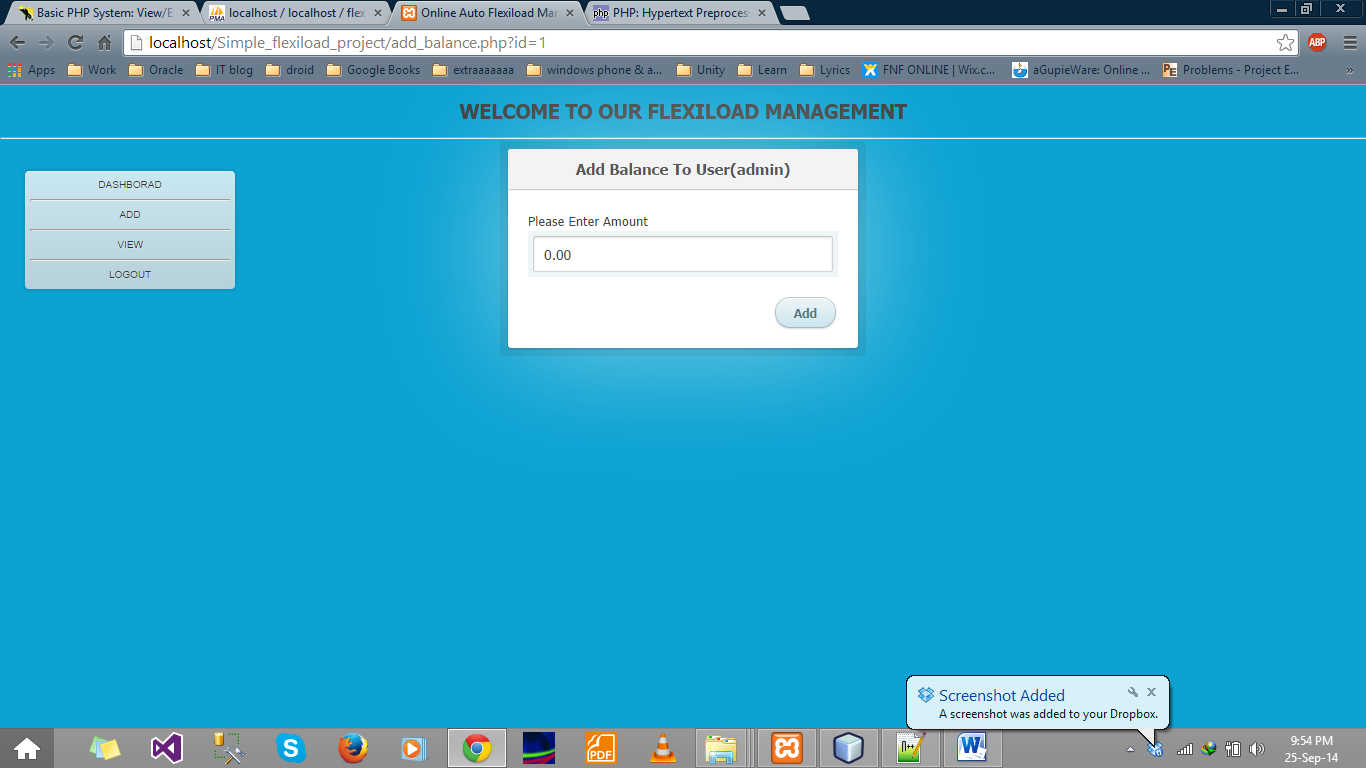 Basic PHP System: View/E
localhost / localhost / flex
Online Auto Flexiload Mar
PHP: Hypertext Preproces
localhost/Simple_flexiload_project/add_balance.php?id=1
ABP
Apps Work Oracle IT blog droid Google Books extraaaaaaa windows phone & a... Unity Learn Lyrics FNF ONLINE | Wix.c... aGupieWare: Online ... Problems - Project E... »
WELCOME TO OUR FLEXILOAD MANAGEMENT
Add Balance To User(admin)
DASHBORAD
ADD
VIEW
LOGOUT
Please Enter Amount
0.00
Add
Screenshot Added
A screenshot was added to your Dropbox.
PDF
9:54 PM
25-Sep-14